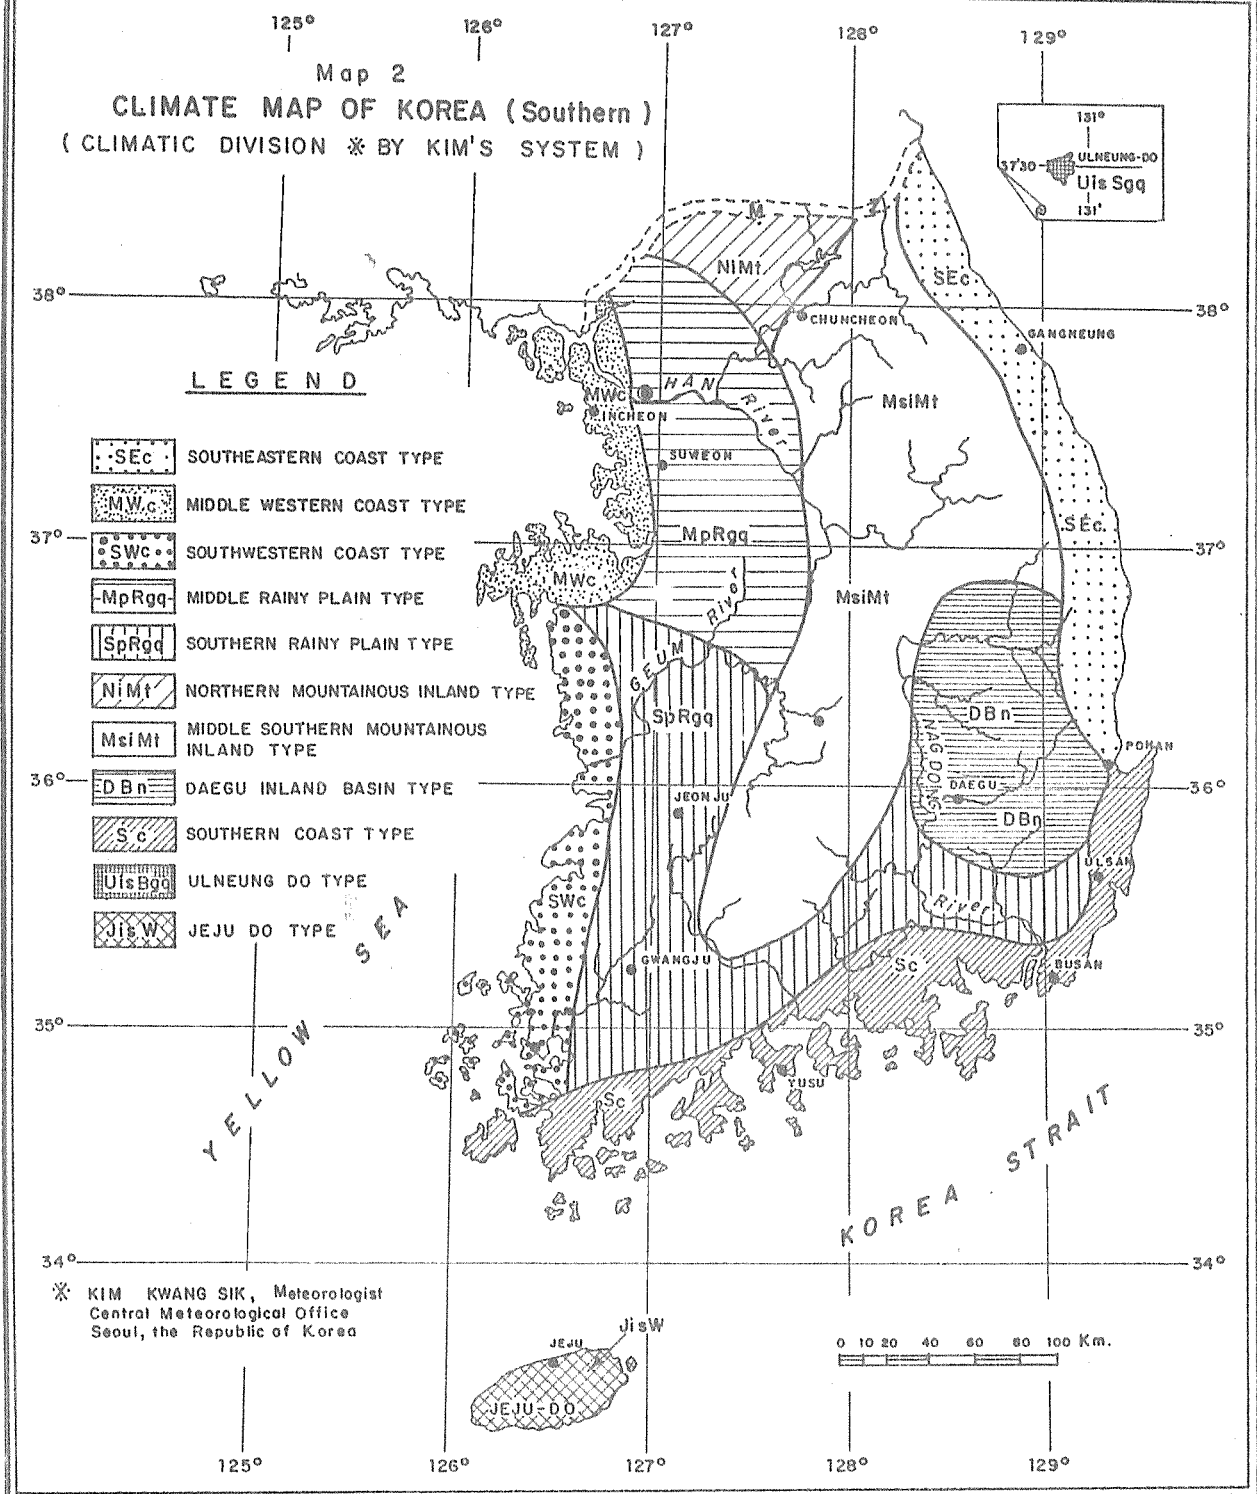 125°
126°
127°
128°
129°
Map 2
CLIMATE MAP OF KOREA (Southern)
( CLIMATIC DIVISION ※ BY KIM'S SYSTEM )
131°
37°30
ULNEUNG-DO
Uis Sgq
131°
M
Z
NiMt
SEc
38°
38°
CHUNCHEON
GANGNEUNG
LEGEND
HAN
River
MWc
INCHEON
MsiMt
SUWEON
SEc SOUTHEASTERN COAST TYPE
MWc MIDDLE WESTERN COAST TYPE
SWc SOUTHWESTERN COAST TYPE
MpRgq MIDDLE RAINY PLAIN TYPE
SpRgq SOUTHERN RAINY PLAIN TYPE
NiMt NORTHERN MOUNTAINOUS INLAND TYPE
MsiMt MIDDLE SOUTHERN MOUNTAINOUS
INLAND TYPE
DBn DAEGU INLAND BASIN TYPE
Sc SOUTHERN COAST TYPE
UisBgq ULNEUNG DO TYPE
JisW JEJU DO TYPE
37°
37°
MpRgq
SEc
MWc
MsiMt
River
GEUM
SpRgq
DBn
NAGDONG
POHAN
36°
36°
DAEGU
JEONJU
DBn
ULSAN
SWc
River
GWANGJU
Sc
BUSAN
35°
35°
YELLOW SEA
YUSU
Sc
KOREA STRAIT
34°
34°
※ KIM KWANG SIK, Meteorologist
Central Meteorological Office
Seoul, the Republic of Korea
JEJU
JisW
JEJU-DO
0 10 20 40 60 80 100 Km.
125°
126°
127°
128°
129°